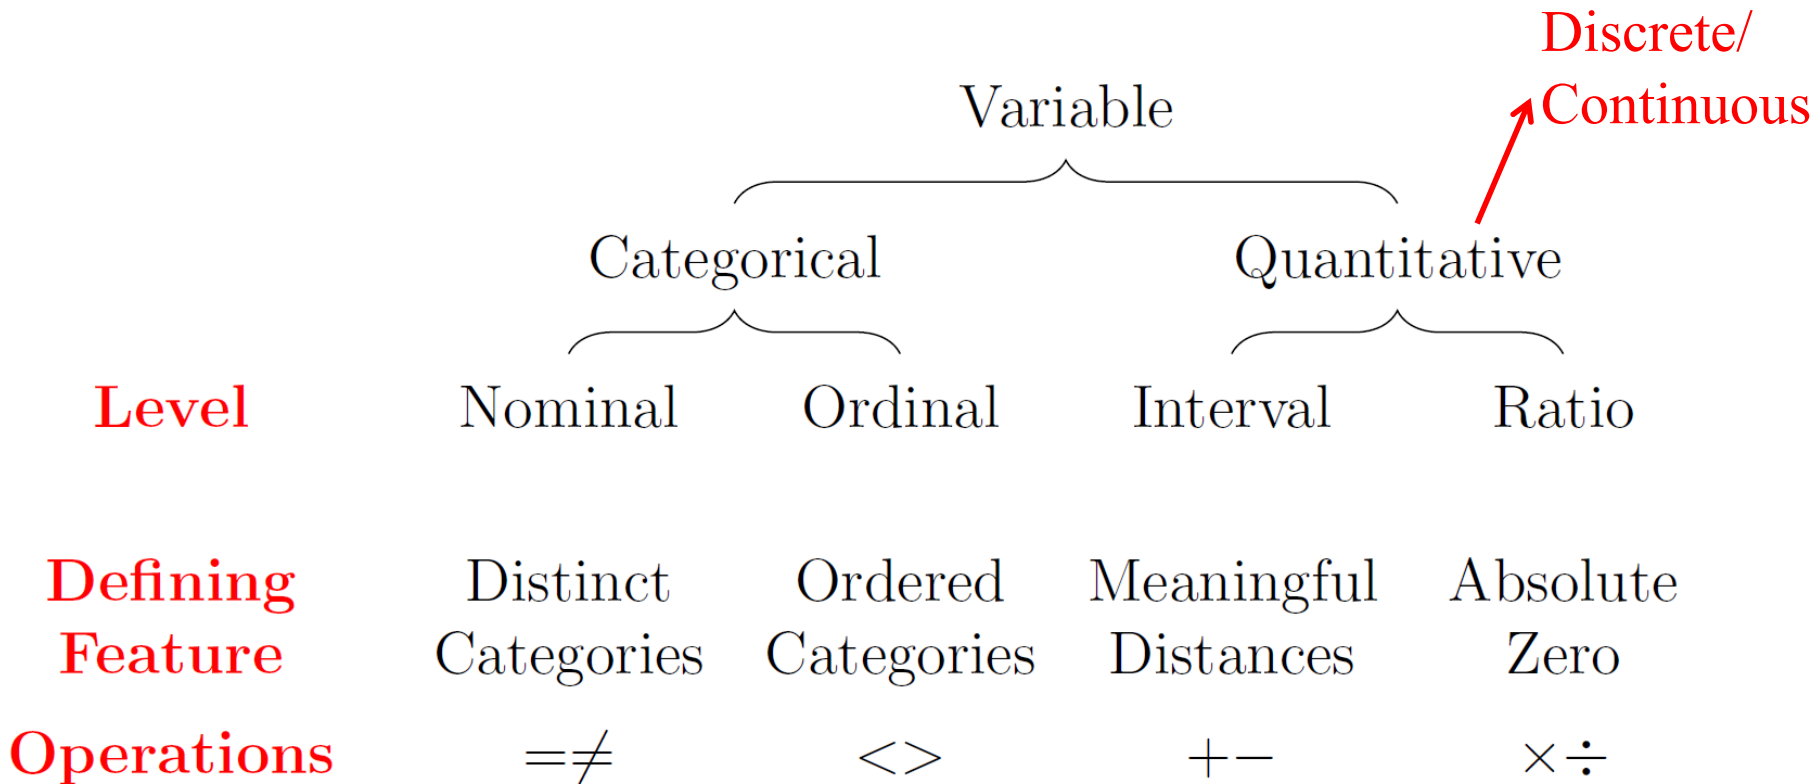 Discrete/
Continuous
Variable
Categorical Quantitative
Level Nominal Ordinal Interval Ratio
Defining Distinct Ordered Meaningful Absolute
Feature Categories Categories Distances Zero
Operations =≠ <> +− ×÷